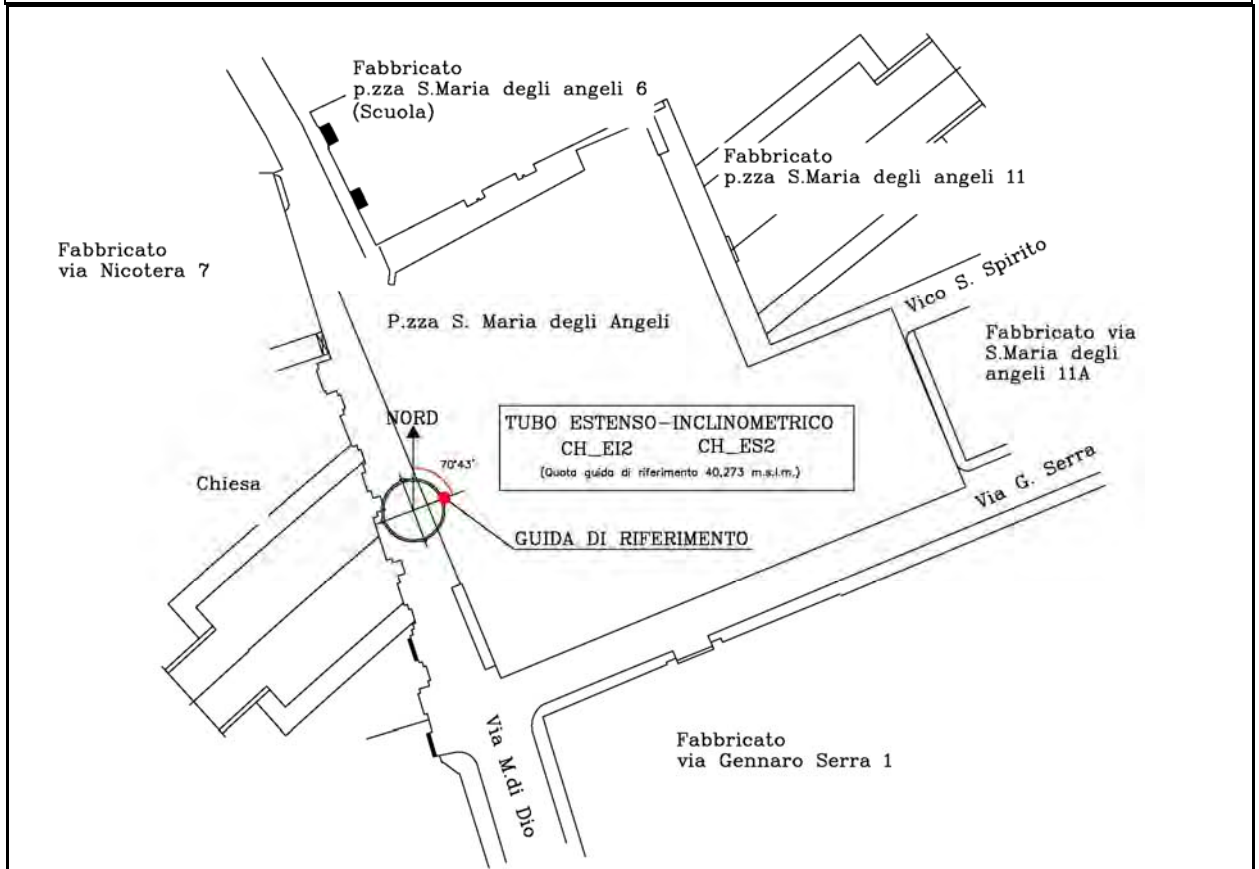 Fabbricato
p.zza S.Maria degli angeli 6
(Scuola)
Fabbricato
p.zza S.Maria degli angeli 11
Fabbricato
via Nicotera 7
Vico S. Spirito
P.zza S. Maria degli Angeli
Fabbricato via
S.Maria degli
angeli 11A
NORD
70°43'
TUBO ESTENSO-INCLINOMETRICO
CH_EI2 CH_ES2
(Quota guida di riferimento 40,273 m.s.l.m.)
Chiesa
Via G. Serra
GUIDA DI RIFERIMENTO
Via M.di Dio
Fabbricato
via Gennaro Serra 1